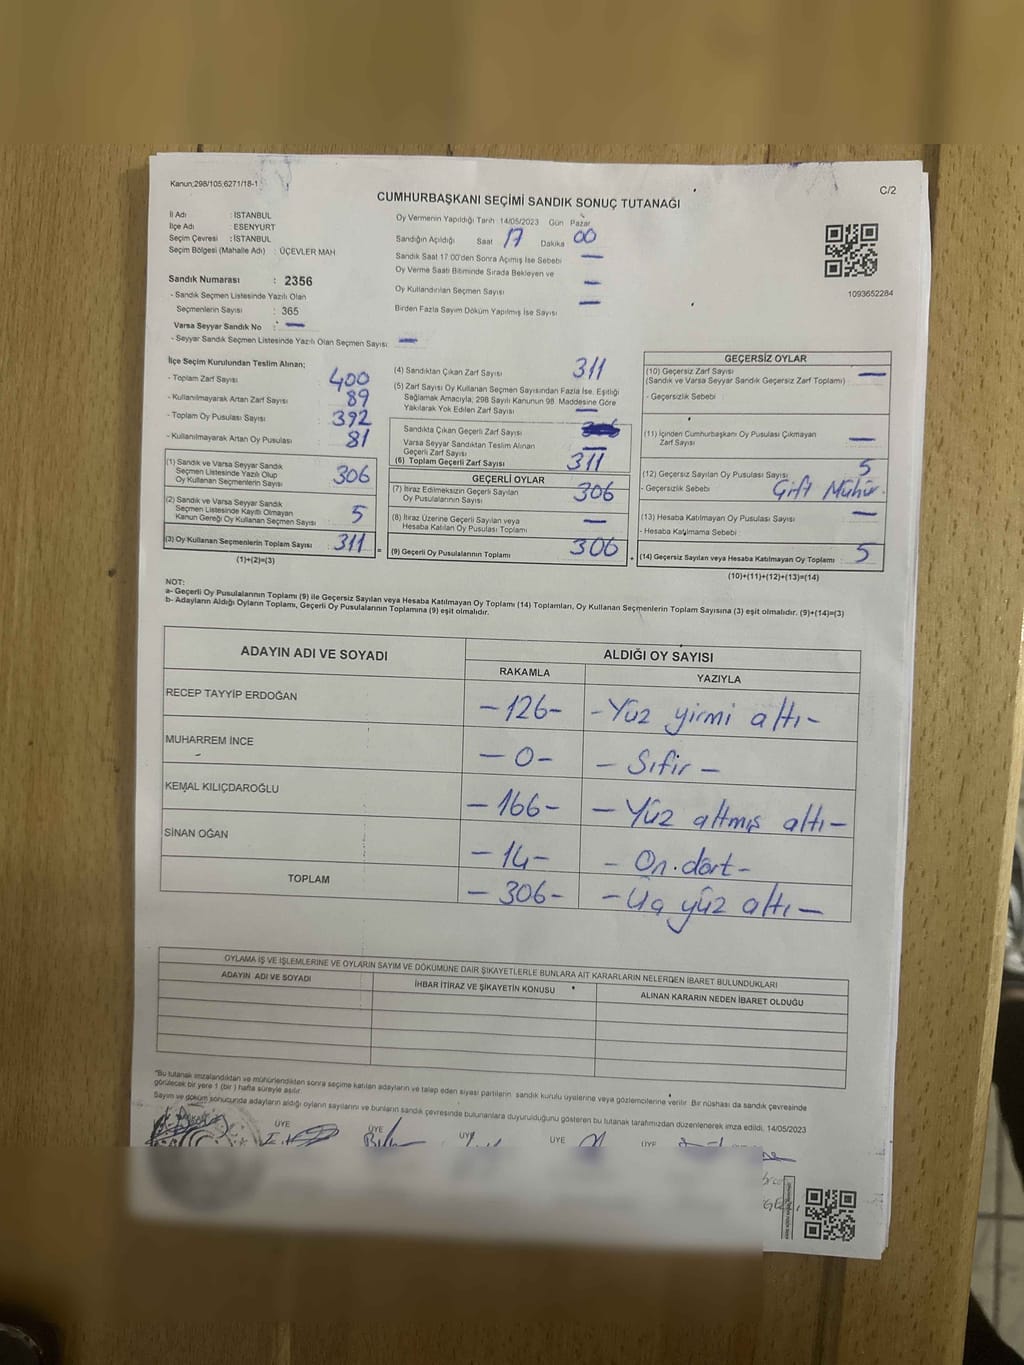 Kanun;298/105;6271/18-1
C/2
CUMHURBAŞKANI SEÇİMİ SANDIK SONUÇ TUTANAĞI
İl Adı : İSTANBUL
İlçe Adı : ESENYURT
Seçim Çevresi : İSTANBUL
Seçim Bölgesi (Mahalle Adı) : ÜÇEVLER MAH
Sandık Numarası : 2356
- Sandık Seçmen Listesinde Yazılı Olan
Seçmenlerin Sayısı : 365
Varsa Seyyar Sandık No : —
- Seyyar Sandık Seçmen Listesinde Yazılı Olan Seçmen Sayısı: —
Oy Vermenin Yapıldığı Tarih 14/05/2023 Gün Pazar
Sandığın Açıldığı Saat 17 Dakika 00
Sandık Saat 17.00'den Sonra Açımış İse Sebebi —
Oy Verme Saati Bitiminde Sırada Bekleyen ve
Oy Kullandırılan Seçmen Sayısı —
Birden Fazla Sayım Döküm Yapılmış İse Sayısı —
1093652284
İlçe Seçim Kurulundan Teslim Alınan;
- Toplam Zarf Sayısı 400
- Kullanılmayarak Artan Zarf Sayısı 89
- Toplam Oy Pusulası Sayısı 392
- Kullanılmayarak Artan Oy Pusulası 81
(1) Sandık ve Varsa Seyyar Sandık
Seçmen Listesinde Yazılı Olup
Oy Kullanan Seçmenlerin Sayısı 306
(2) Sandık ve Varsa Seyyar Sandık
Seçmen Listesinde Kayıtlı Olmayan
Kanun Gereği Oy Kullanan Seçmen Sayısı 5
(3) Oy Kullanan Seçmenlerin Toplam Sayısı 311
(1)+(2)=(3)
(4) Sandıktan Çıkan Zarf Sayısı 311
(5) Zarf Sayısı Oy Kullanan Seçmen Sayısından Fazla İse, Eşitliği
Sağlamak Amacıyla; 298 Sayılı Kanunun 98. Maddesine Göre
Yakılarak Yok Edilen Zarf Sayısı —
Sandıkta Çıkan Geçerli Zarf Sayısı
Varsa Seyyar Sandıktan Teslim Alınan
Geçerli Zarf Sayısı —
(6) Toplam Geçerli Zarf Sayısı 311
GEÇERLİ OYLAR
(7) İtiraz Edilmeksizin Geçerli Sayılan
Oy Pusulalarının Sayısı 306
(8) İtiraz Üzerine Geçerli Sayılan veya
Hesaba Katılan Oy Pusulası Toplamı —
(9) Geçerli Oy Pusulalarının Toplamı 306
GEÇERSİZ OYLAR
(10) Geçersiz Zarf Sayısı —
(Sandık ve Varsa Seyyar Sandık Geçersiz Zarf Toplamı)
- Geçersizlik Sebebi
(11) İçinden Cumhurbaşkanı Oy Pusulası Çıkmayan
Zarf Sayısı —
(12) Geçersiz Sayılan Oy Pusulası Sayısı 5
- Geçersizlik Sebebi Çift Mühür.
(13) Hesaba Katılmayan Oy Pusulası Sayısı —
- Hesaba Katılmama Sebebi :
(14) Geçersiz Sayılan veya Hesaba Katılmayan Oy Toplamı 5
(10)+(11)+(12)+(13)=(14)
NOT:
a- Geçerli Oy Pusulalarının Toplamı (9) ile Geçersiz Sayılan veya Hesaba Katılmayan Oy Toplamı (14) Toplamları, Oy Kullanan Seçmenlerin Toplam Sayısına (3) eşit olmalıdır. (9)+(14)=(3)
b- Adayların Aldığı Oyların Toplamı, Geçerli Oy Pusulalarının Toplamına (9) eşit olmalıdır.
ADAYIN ADI VE SOYADI ALDIĞI OY SAYISI
RAKAMLA YAZIYLA
RECEP TAYYİP ERDOĞAN -126- -Yüz yirmi altı-
MUHARREM İNCE -0- -Sıfır-
KEMAL KILIÇDAROĞLU -166- -Yüz altmış altı-
SİNAN OĞAN -14- -On.dört-
TOPLAM -306- -Üç yüz altı-
OYLAMA İŞ VE İŞLEMLERİNE VE OYLARIN SAYIM VE DÖKÜMÜNE DAİR ŞİKAYETLERLE BUNLARA AİT KARARLARIN NELERDEN İBARET BULUNDUKLARI
ADAYIN ADI VE SOYADI İHBAR İTİRAZ VE ŞİKAYETİN KONUSU ALINAN KARARIN NEDEN İBARET OLDUĞU
*Bu tutanak imzalandıktan ve mühürlendikten sonra seçime katılan adayların ve talep eden siyasi partilerin sandık kurulu üyelerine veya gözlemcilerine verilir. Bir nüshası da sandık çevresinde
görülecek bir yere 1 (bir) hafta süreyle asılır.
Sayım ve döküm sonucunda adayların aldığı oyların sayılarını ve bunların sandık çevresinde bulunanlara duyurulduğunu gösteren bu tutanak tarafımızdan düzenlenerek imza edildi. 14/05/2023
ÜYE ÜYE ÜYE ÜYE ÜYE